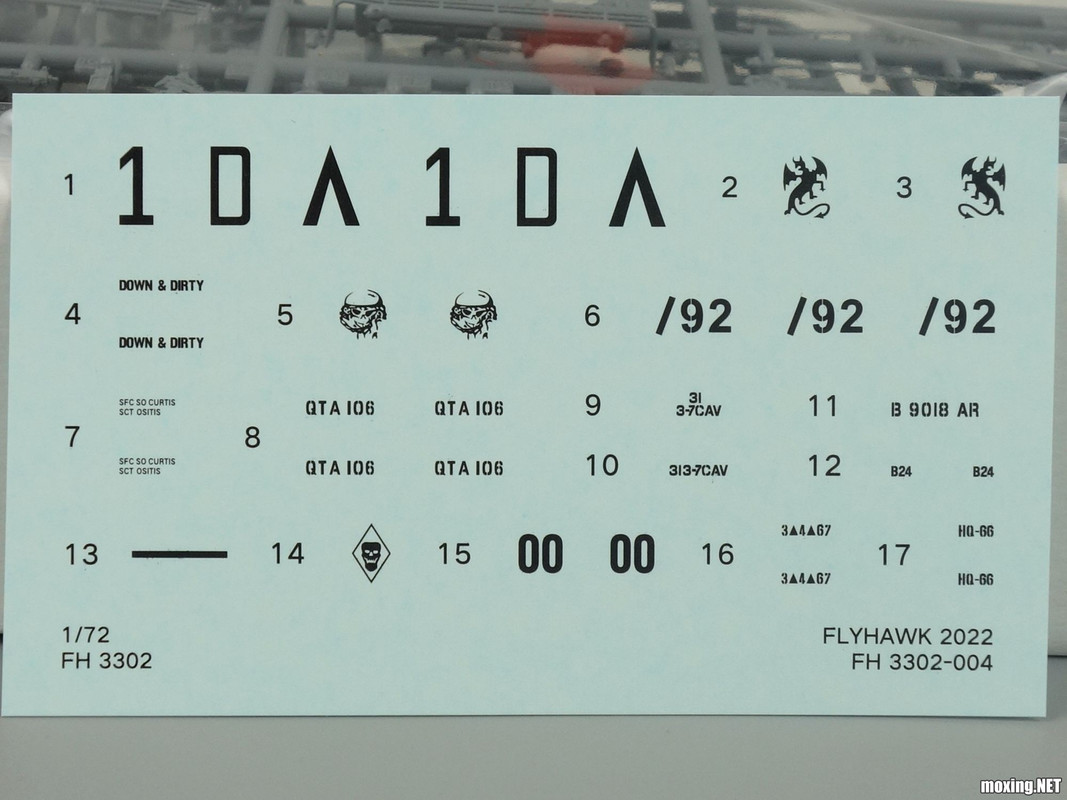 1 1 D Λ 1 D Λ 2 3
4 DOWN & DIRTY
DOWN & DIRTY
5 6 /92 /92 /92
7 SFC SO CURTIS
SCT OSITIS
SFC SO CURTIS
SCT OSITIS
8 QTA 106 QTA 106
QTA 106 QTA 106
9 31
3-7CAV
10 313-7CAV
11 B 9018 AR
12 B24 B24
13 14 15 00 00
16 3▲4▲67
3▲4▲67
17 HQ-66
HQ-66
1/72
FH 3302
FLYHAWK 2022
FH 3302-004
moxing.NET